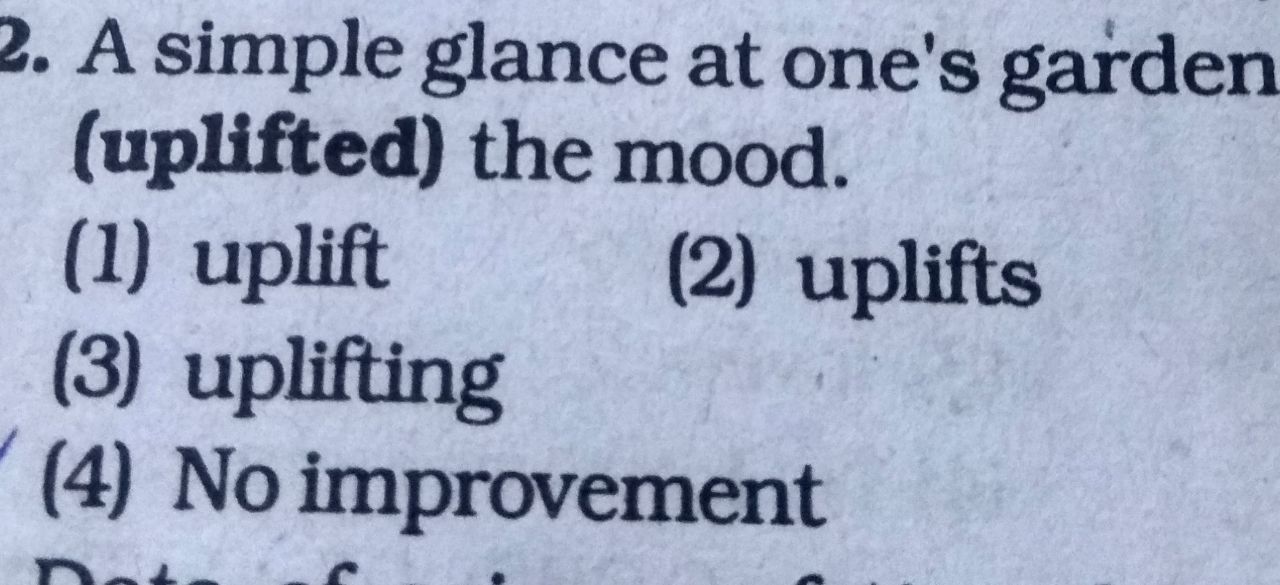 2. A simple glance at one's garden
(uplifted) the mood.
(1) uplift (2) uplifts
(3) uplifting
(4) No improvement